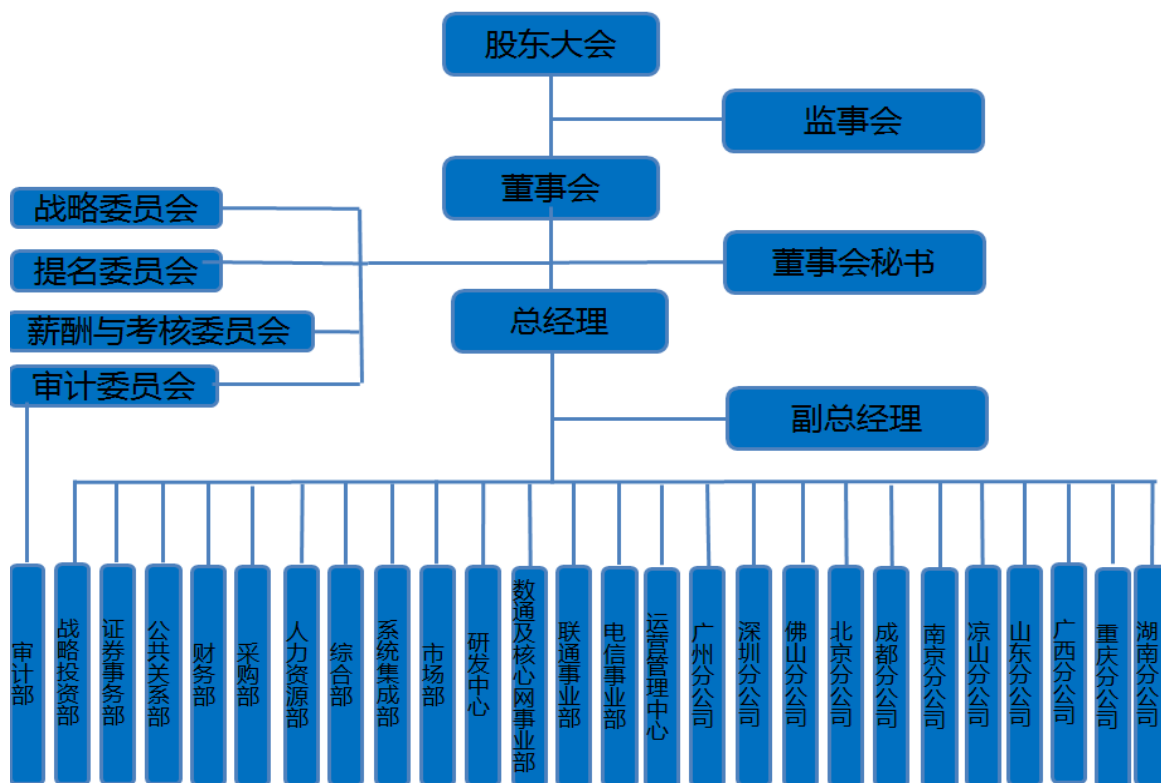 股东大会
监事会
董事会
战略委员会
提名委员会
董事会秘书
薪酬与考核委员会
总经理
审计委员会
副总经理
审计部
战略投资部
证券事务部
公共关系部
财务部
采购部
人力资源部
综合部
系统集成部
市场部
研发中心
数通及核心网事业部
联通事业部
电信事业部
运营管理中心
广州分公司
深圳分公司
佛山分公司
北京分公司
成都分公司
南京分公司
凉山分公司
山东分公司
广西分公司
重庆分公司
湖南分公司